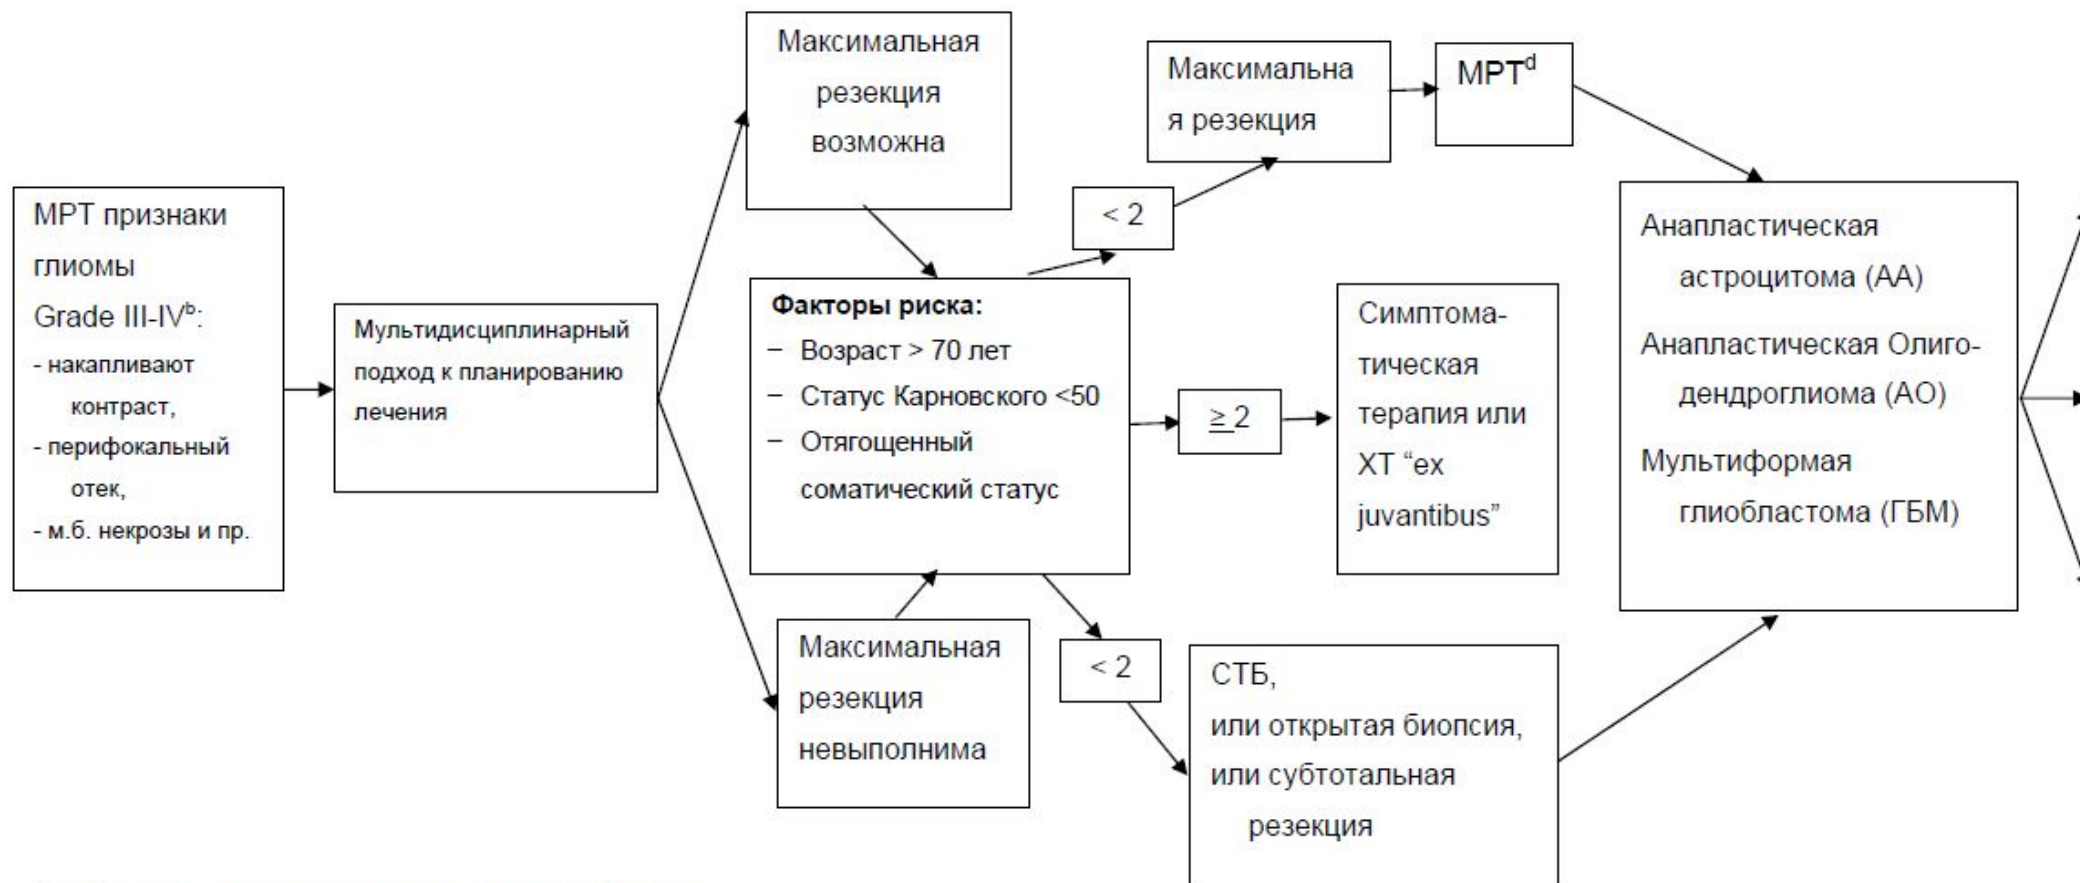 МРТ признаки
глиомы
Grade III-IVᵇ:
- накапливают
контраст,
- перифокальный
отек,
- м.б. некрозы и пр.
Мультидисциплинарный
подход к планированию
лечения
Максимальная
резекция
возможна
Факторы риска:
− Возраст > 70 лет
− Статус Карновского <50
− Отягощенный
соматический статус
Максимальная
резекция
невыполнима
< 2
Максимальна
я резекция
МРТᵈ
≥ 2
Симптома-
тическая
терапия или
ХТ “ex
juvantibus”
< 2
СТБ,
или открытая биопсия,
или субтотальная
резекция
Анапластическая
астроцитома (АА)
Анапластическая Олиго-
дендроглиома (АО)
Мультиформая
глиобластома (ГБМ)